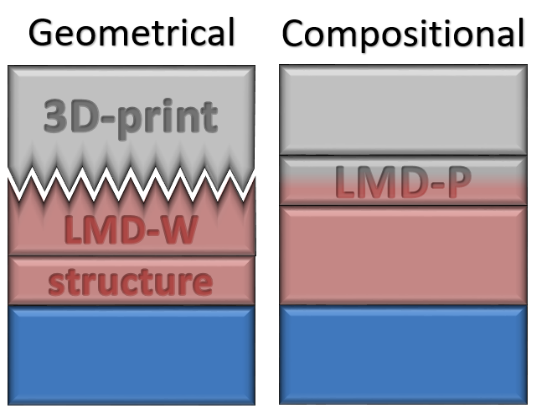 Geometrical
3D-print
LMD-W
structure
Compositional
LMD-P